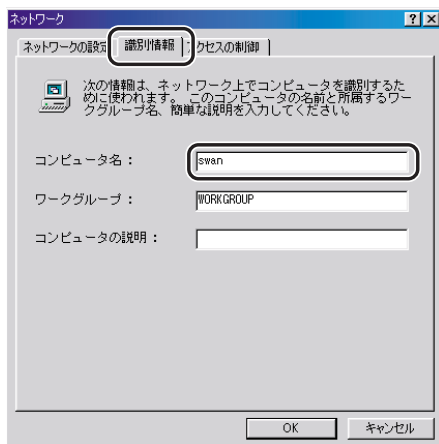 ネットワーク
ネットワークの設定 識別情報 アクセスの制御
次の情報は、ネットワーク上でコンピュータを識別するた
めに使われます。 このコンピュータの名前と所属するワー
クグループ名、簡単な説明を入力してください。
コンピュータ名:
swan
ワークグループ:
WORKGROUP
コンピュータの説明:
OK キャンセル